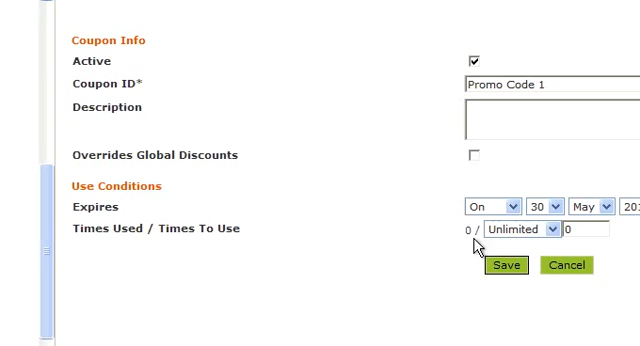 Coupon Info
Active
Coupon ID* Promo Code 1
Description
Overrides Global Discounts
Use Conditions
Expires On 30 May
Times Used / Times To Use 0 / Unlimited 0
Save Cancel